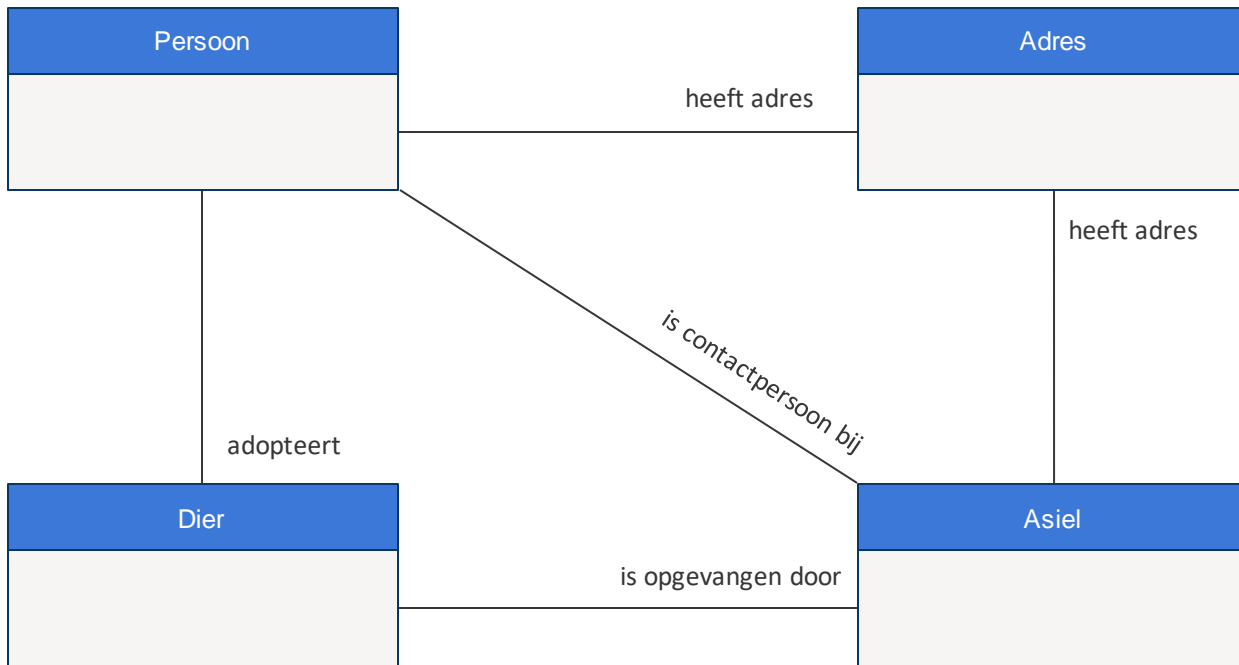 Persoon
Adres
heeft adres
heeft adres
is contactpersoon bij
adopteert
Dier
Asiel
is opgevangen door